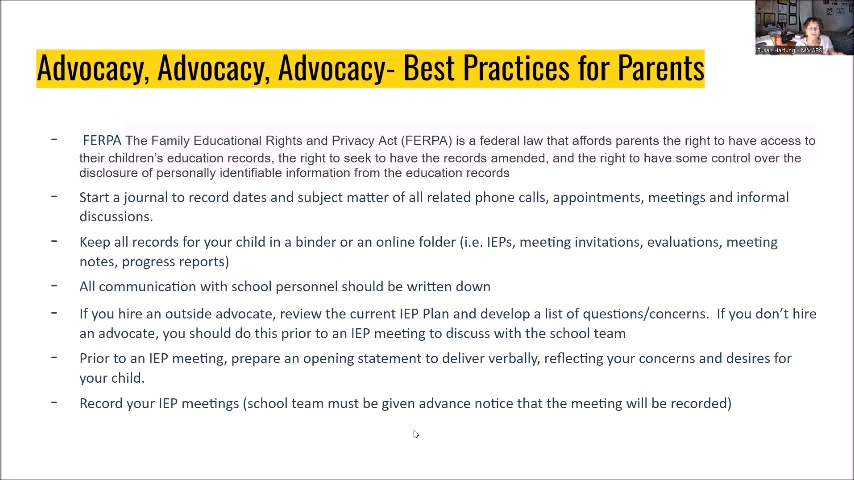 Advocacy, Advocacy, Advocacy- Best Practices for Parents
- FERPA The Family Educational Rights and Privacy Act (FERPA) is a federal law that affords parents the right to have access to
their children's education records, the right to seek to have the records amended, and the right to have some control over the
disclosure of personally identifiable information from the education records
- Start a journal to record dates and subject matter of all related phone calls, appointments, meetings and informal
discussions.
- Keep all records for your child in a binder or an online folder (i.e. IEPs, meeting invitations, evaluations, meeting
notes, progress reports)
- All communication with school personnel should be written down
- If you hire an outside advocate, review the current IEP Plan and develop a list of questions/concerns. If you don't hire
an advocate, you should do this prior to an IEP meeting to discuss with the school team
- Prior to an IEP meeting, prepare an opening statement to deliver verbally, reflecting your concerns and desires for
your child.
- Record your IEP meetings (school team must be given advance notice that the meeting will be recorded)